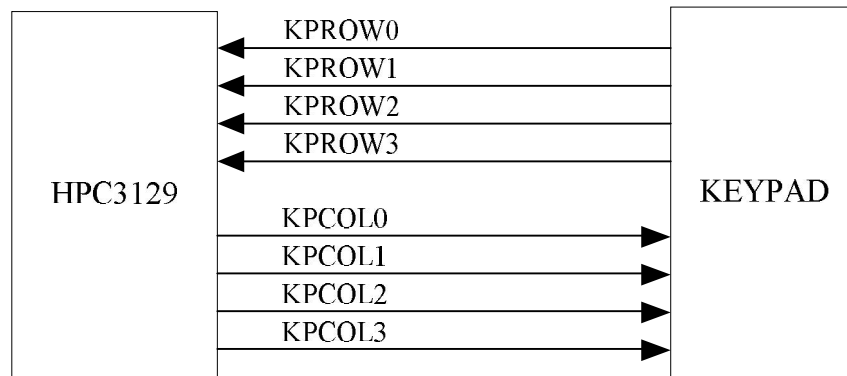 KPROW0
KPROW1
KPROW2
KPROW3
HPC3129
KEYPAD
KPCOL0
KPCOL1
KPCOL2
KPCOL3